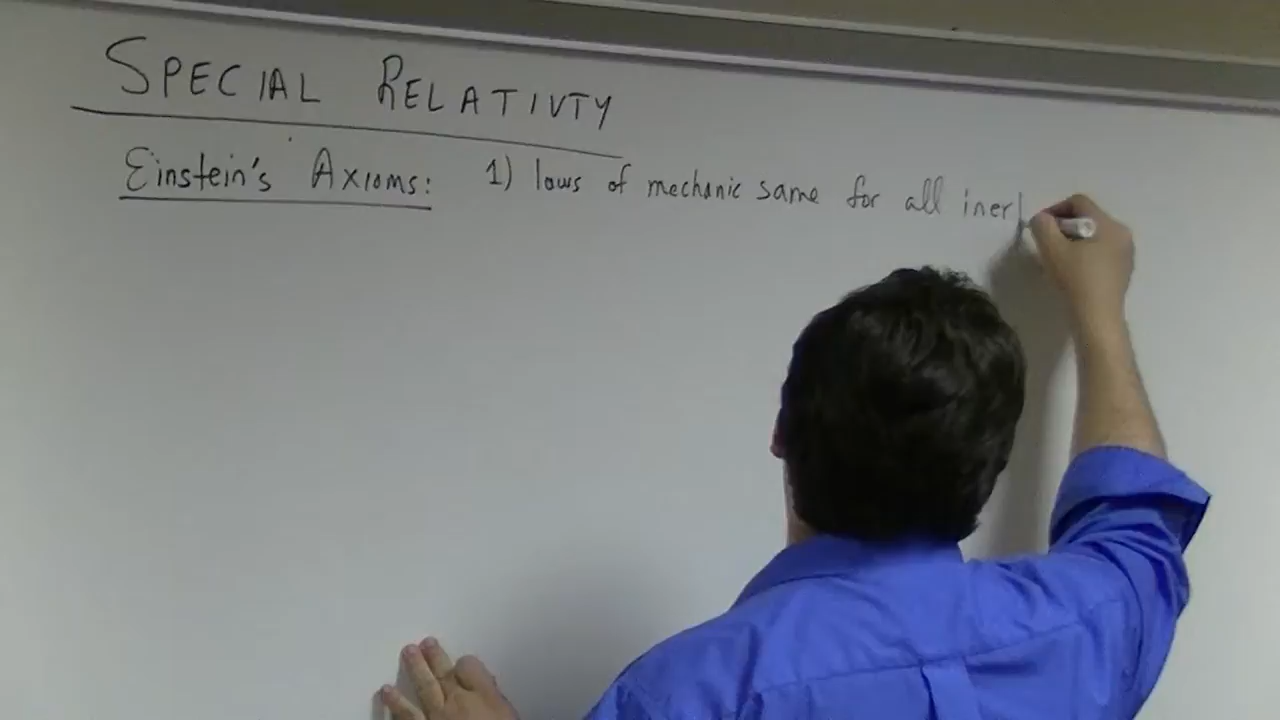 SPECIAL RELATIVTY
Einstein's Axioms: 1) laws of mechanic same for all iner